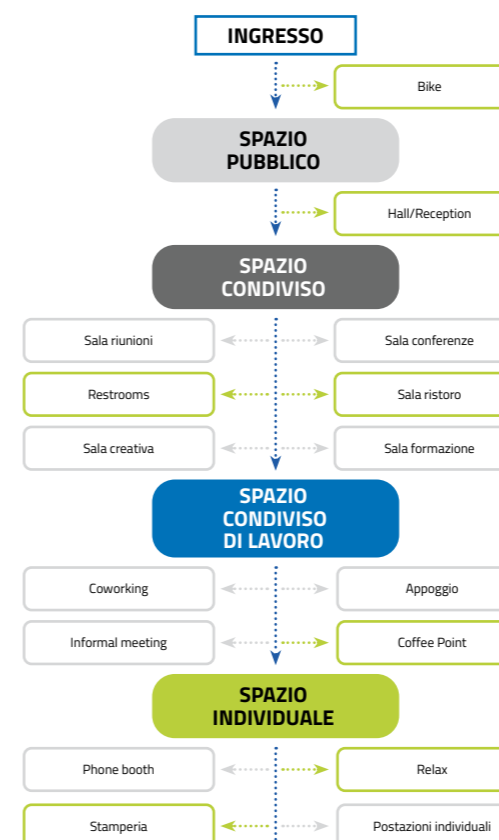 INGRESSO
Bike
SPAZIO
PUBBLICO
Hall/Reception
SPAZIO
CONDIVISO
Sala riunioni
Sala conferenze
Restrooms
Sala ristoro
Sala creativa
Sala formazione
SPAZIO
CONDIVISO
DI LAVORO
Coworking
Appoggio
Informal meeting
Coffee Point
SPAZIO
INDIVIDUALE
Phone booth
Relax
Stamperia
Postazioni individuali